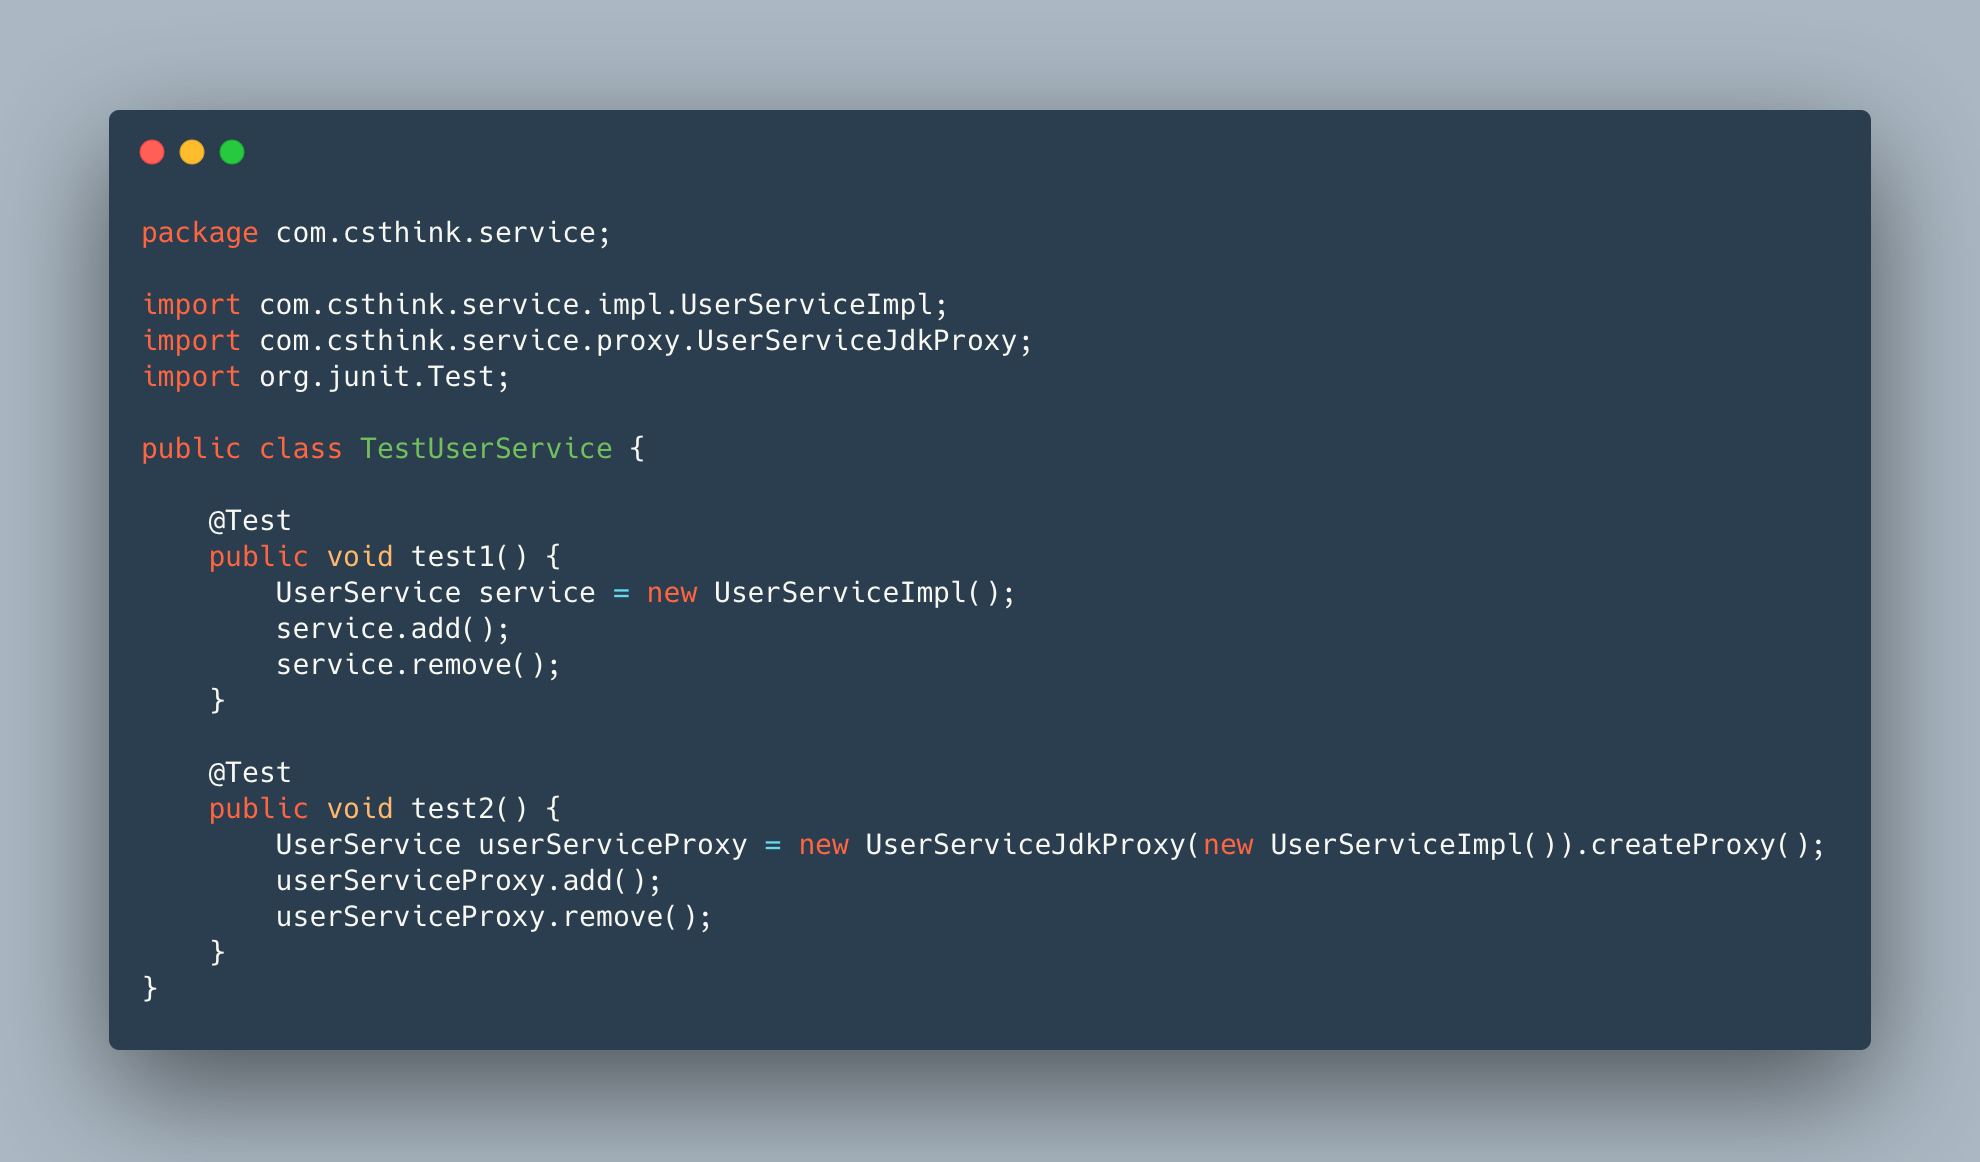 package com.csthink.service;
import com.csthink.service.impl.UserServiceImpl;
import com.csthink.service.proxy.UserServiceJdkProxy;
import org.junit.Test;
public class TestUserService {
    @Test
    public void test1() {
        UserService service = new UserServiceImpl();
        service.add();
        service.remove();
    }
    @Test
    public void test2() {
        UserService userServiceProxy = new UserServiceJdkProxy(new UserServiceImpl()).createProxy();
        userServiceProxy.add();
        userServiceProxy.remove();
    }
}